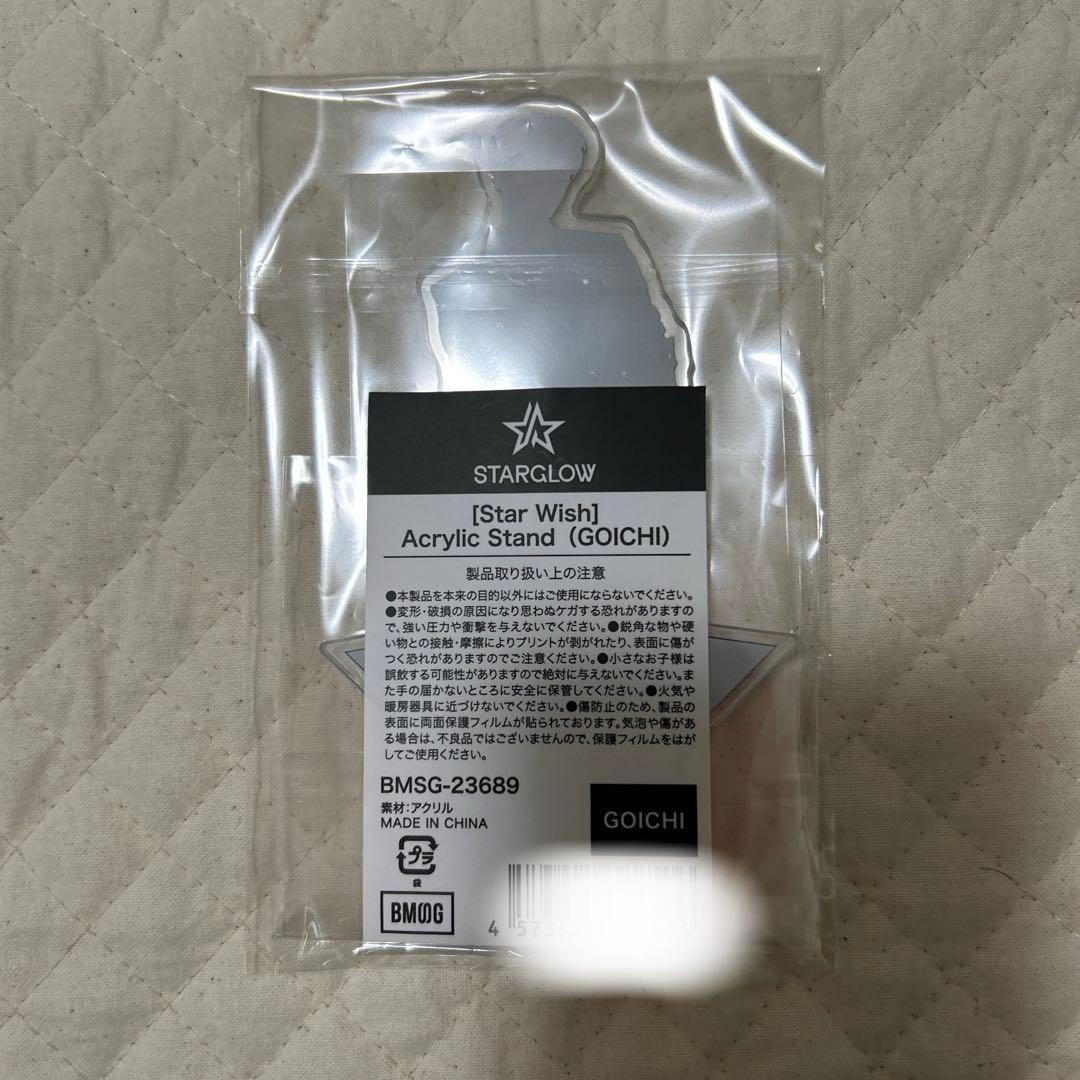 STARGLOW
[Star Wish]
Acrylic Stand（GOICHI）
製品取り扱い上の注意
●本製品を本来の目的以外にはご使用にならないでください。
●変形・破損の原因になり思わぬケガする恐れがありますの
で、強い圧力や衝撃を与えないでください。●鋭角な物や硬
い物との接触・摩擦によりプリントが剥がれたり、表面に傷が
つく恐れがありますのでご注意ください。●小さなお子様は
誤飲する可能性がありますので絶対に与えないでください。ま
た手の届かないところに安全に保管してください。●火気や
暖房器具に近づけないでください。●傷防止のため、製品の
表面に両面保護フィルムが貼られております。気泡や傷があ
る場合は、不良品ではございませんので、保護フィルムをはが
してご使用ください。
BMSG-23689
素材：アクリル
MADE IN CHINA
GOICHI
プラ
袋
BMSG
4 57362